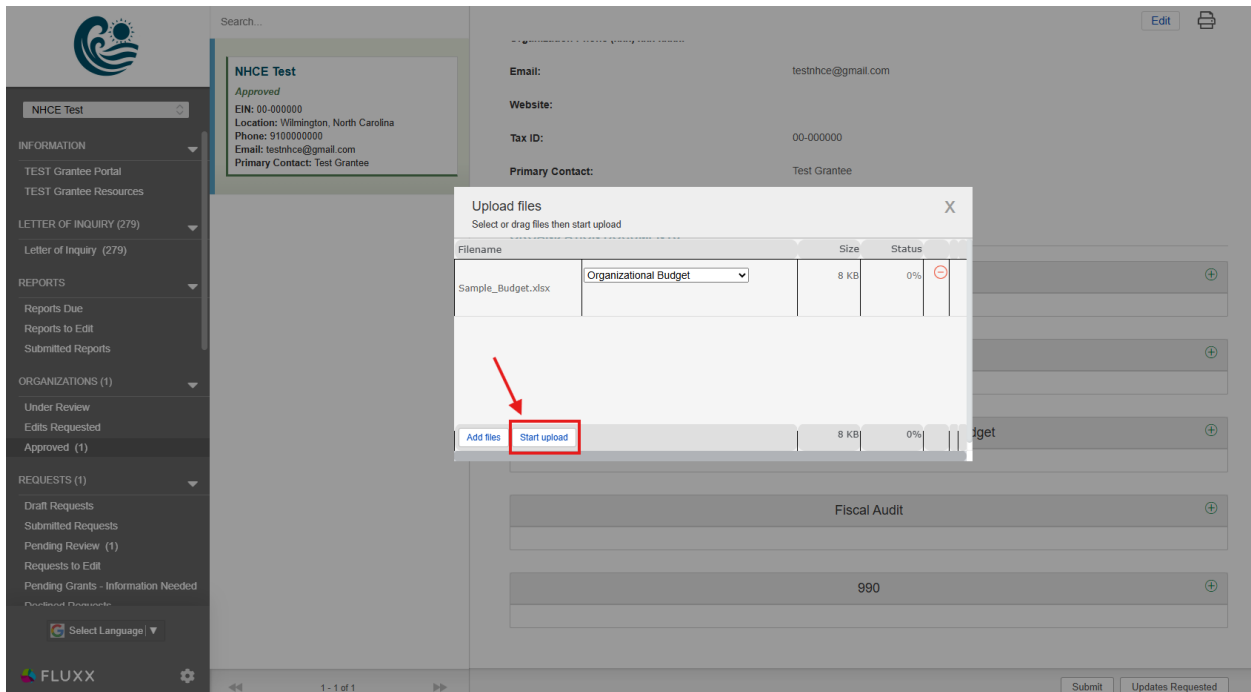 NHCE Test
INFORMATION
TEST Grantee Portal
TEST Grantee Resources
LETTER OF INQUIRY (279)
Letter of Inquiry (279)
REPORTS
Reports Due
Reports to Edit
Submitted Reports
ORGANIZATIONS (1)
Under Review
Edits Requested
Approved (1)
REQUESTS (1)
Draft Requests
Submitted Requests
Pending Review (1)
Requests to Edit
Pending Grants - Information Needed
Declined Requests
Select Language ▼
FLUXX
Search...
NHCE Test
Approved
EIN: 00-000000
Location: Wilmington, North Carolina
Phone: 9100000000
Email: testnhce@gmail.com
Primary Contact: Test Grantee
1 - 1 of 1
Edit
Email: testnhce@gmail.com
Website:
Tax ID: 00-000000
Primary Contact: Test Grantee
Upload files
X
Select or drag files then start upload
Filename Size Status
Sample_Budget.xlsx Organizational Budget 8 KB 0%
Add files Start upload 8 KB 0%
dget
Fiscal Audit
990
Submit Updates Requested